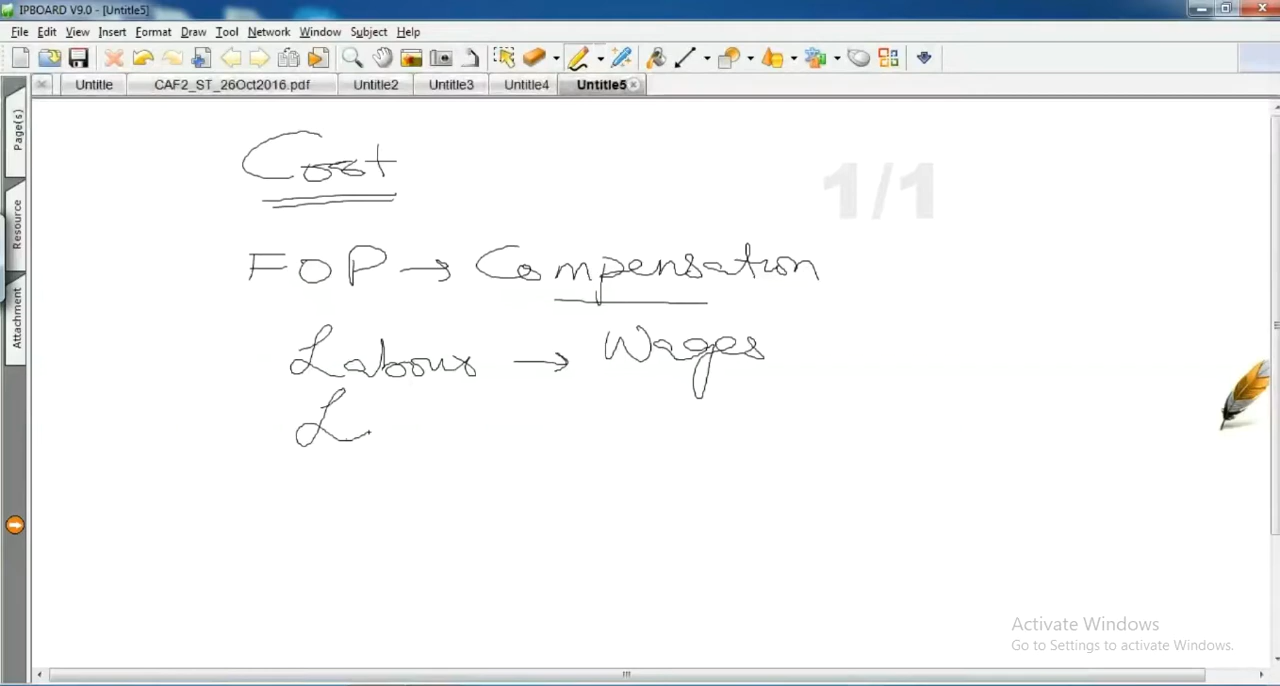 IPBOARD V9.0 - [Untitle5]
File Edit View Insert Format Draw Tool Network Window Subject Help
Untitle CAF2_ST_26Oct2016.pdf Untitle2 Untitle3 Untitle4 Untitle5
Page(s)
Resource
Attachment
1/1
Cost
FOP → Compensation
Labour → Wages
L
Activate Windows
Go to Settings to activate Windows.